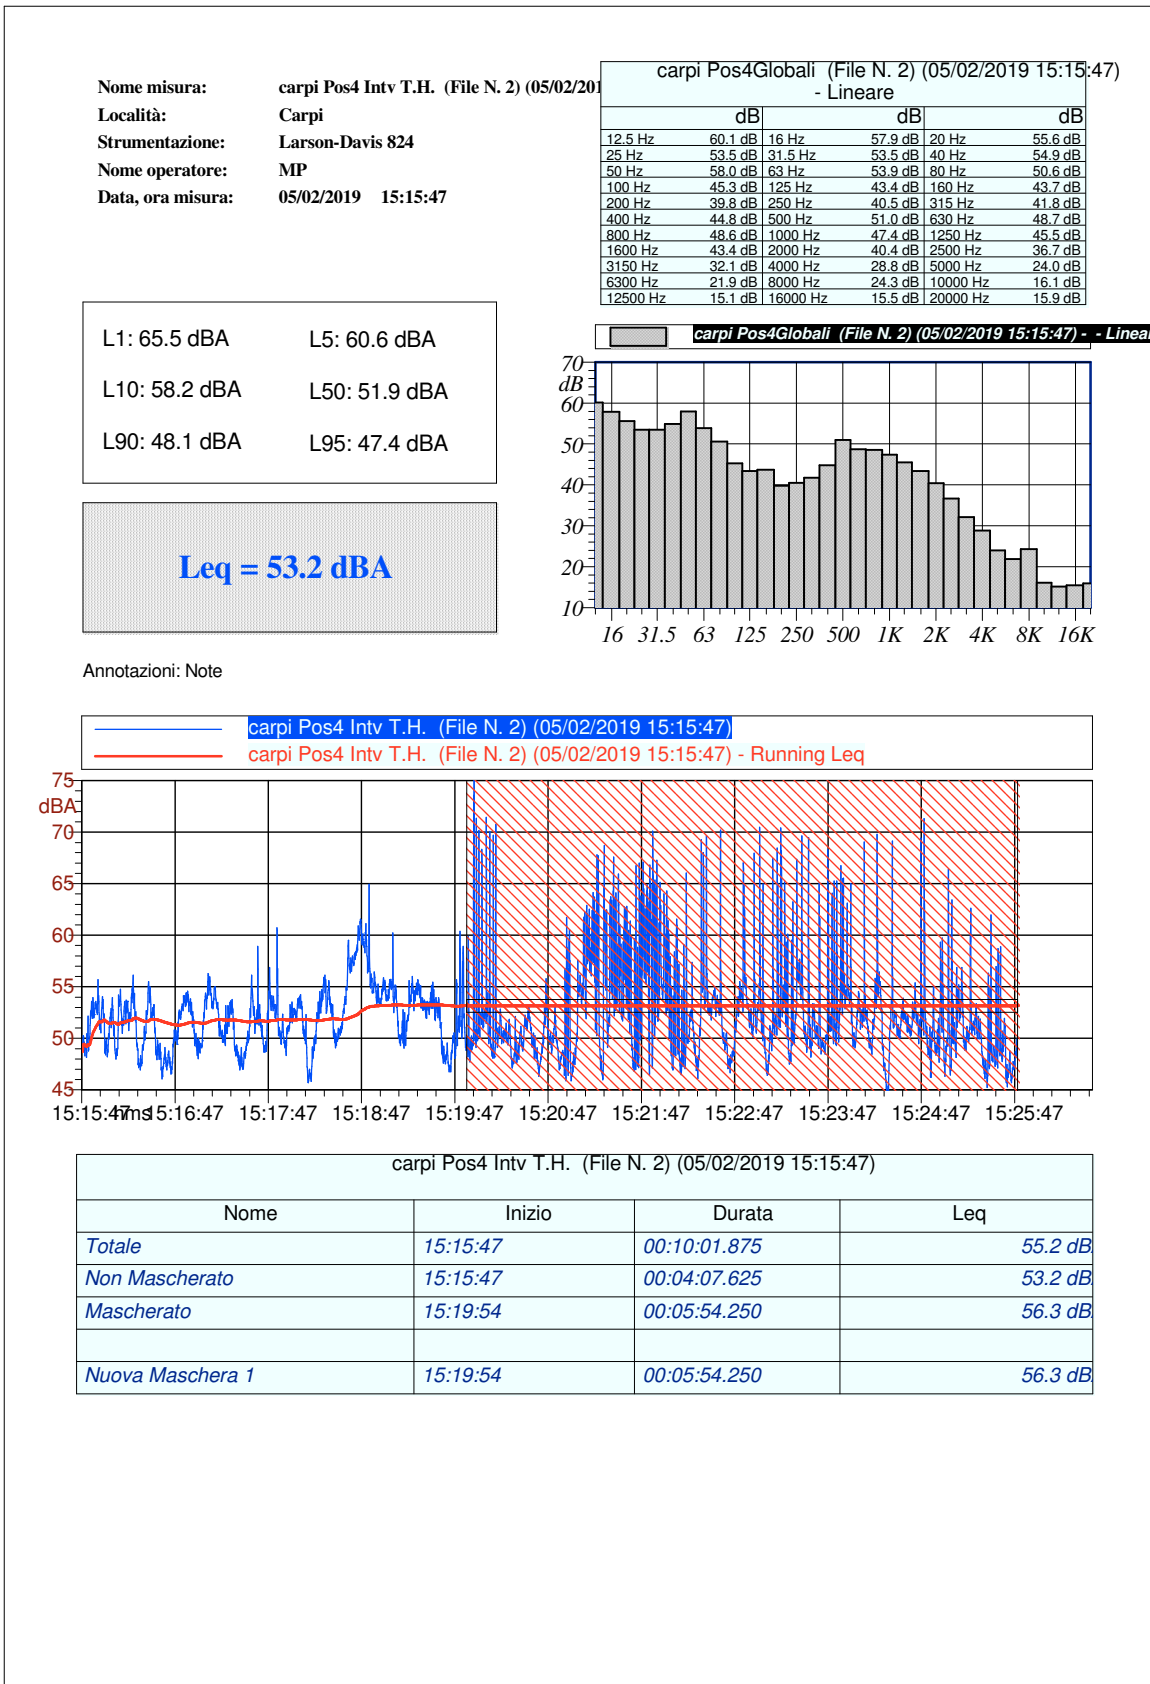 Nome misura: carpi Pos4 Intv T.H. (File N. 2) (05/02/201
Località: Carpi
Strumentazione: Larson-Davis 824
Nome operatore: MP
Data, ora misura: 05/02/2019 15:15:47
carpi Pos4Globali (File N. 2) (05/02/2019 15:15:47)
- Lineare
dB dB dB
12.5 Hz 60.1 dB 16 Hz 57.9 dB 20 Hz 55.6 dB
25 Hz 53.5 dB 31.5 Hz 53.5 dB 40 Hz 54.9 dB
50 Hz 58.0 dB 63 Hz 53.9 dB 80 Hz 50.6 dB
100 Hz 45.3 dB 125 Hz 43.4 dB 160 Hz 43.7 dB
200 Hz 39.8 dB 250 Hz 40.5 dB 315 Hz 41.8 dB
400 Hz 44.8 dB 500 Hz 51.0 dB 630 Hz 48.7 dB
800 Hz 48.6 dB 1000 Hz 47.4 dB 1250 Hz 45.5 dB
1600 Hz 43.4 dB 2000 Hz 40.4 dB 2500 Hz 36.7 dB
3150 Hz 32.1 dB 4000 Hz 28.8 dB 5000 Hz 24.0 dB
6300 Hz 21.9 dB 8000 Hz 24.3 dB 10000 Hz 16.1 dB
12500 Hz 15.1 dB 16000 Hz 15.5 dB 20000 Hz 15.9 dB
L1: 65.5 dBA L5: 60.6 dBA
L10: 58.2 dBA L50: 51.9 dBA
L90: 48.1 dBA L95: 47.4 dBA
Leq = 53.2 dBA
carpi Pos4Globali (File N. 2) (05/02/2019 15:15:47) - - Linea
70
dB
60
50
40
30
20
10
16 31.5 63 125 250 500 1K 2K 4K 8K 16K
Annotazioni: Note
carpi Pos4 Intv T.H. (File N. 2) (05/02/2019 15:15:47)
carpi Pos4 Intv T.H. (File N. 2) (05/02/2019 15:15:47) - Running Leq
75
dBA
70
65
60
55
50
45
15:15:47 hms 15:16:47 15:17:47 15:18:47 15:19:47 15:20:47 15:21:47 15:22:47 15:23:47 15:24:47 15:25:47
carpi Pos4 Intv T.H. (File N. 2) (05/02/2019 15:15:47)
Nome Inizio Durata Leq
Totale 15:15:47 00:10:01.875 55.2 dB
Non Mascherato 15:15:47 00:04:07.625 53.2 dB
Mascherato 15:19:54 00:05:54.250 56.3 dB
Nuova Maschera 1 15:19:54 00:05:54.250 56.3 dB